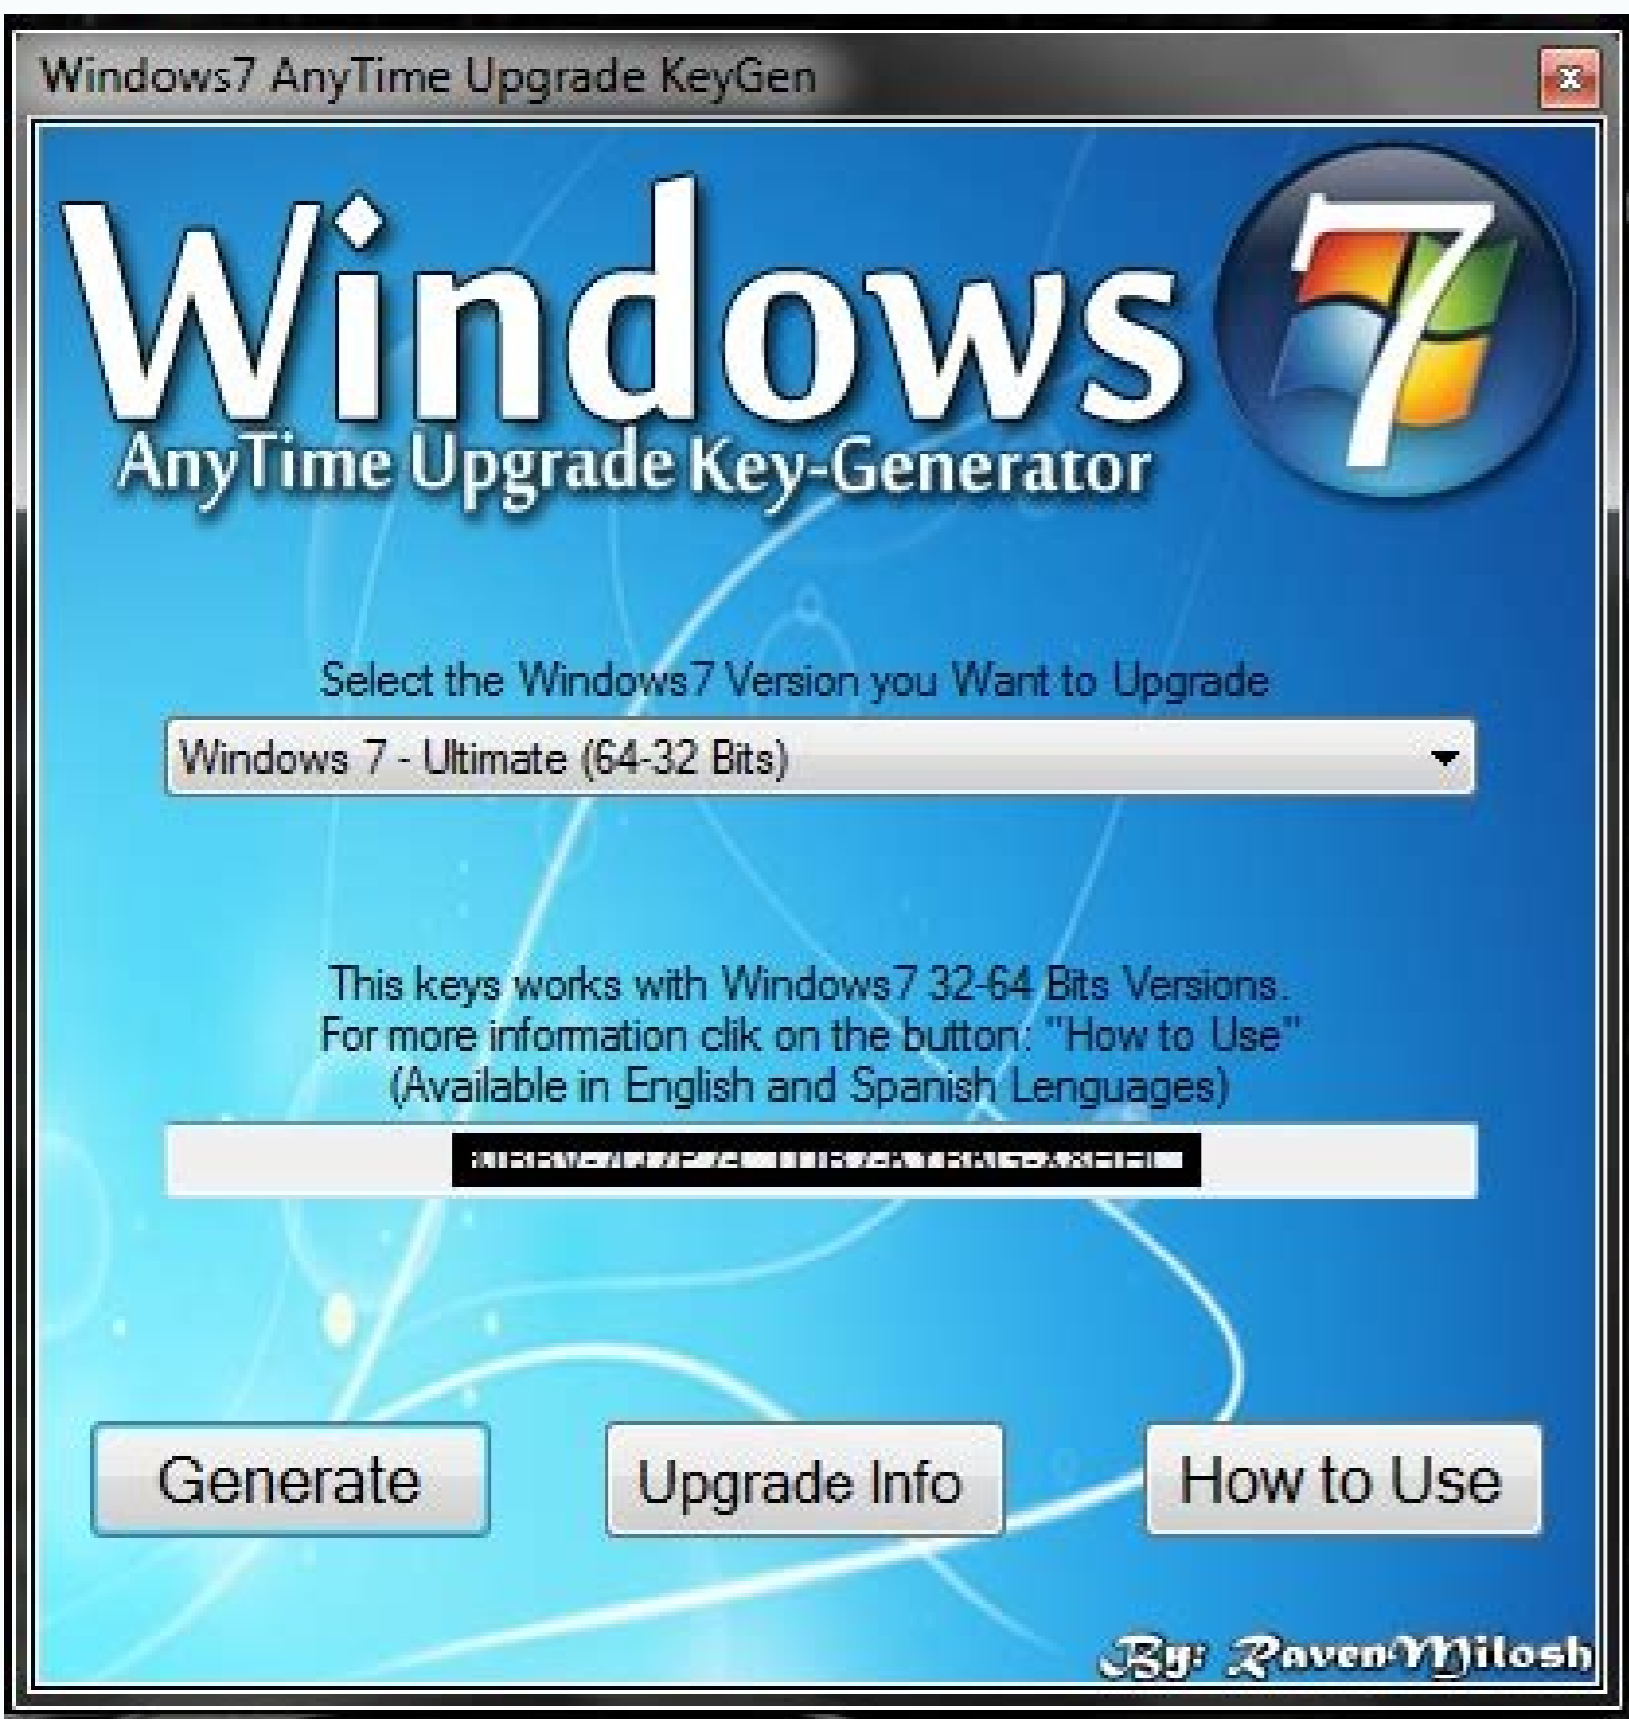 Windows7 AnyTime Upgrade KeyGen
x
Windows 7
AnyTime Upgrade Key-Generator
Select the Windows7 Version you Want to Upgrade
Windows 7 - Ultimate (64-32 Bits)
This keys works with Windows7 32-64 Bits Versions.
For more information clik on the button: "How to Use"
(Available in English and Spanish Lenguages)
Generate
Upgrade Info
How to Use
By: RavenMilosh